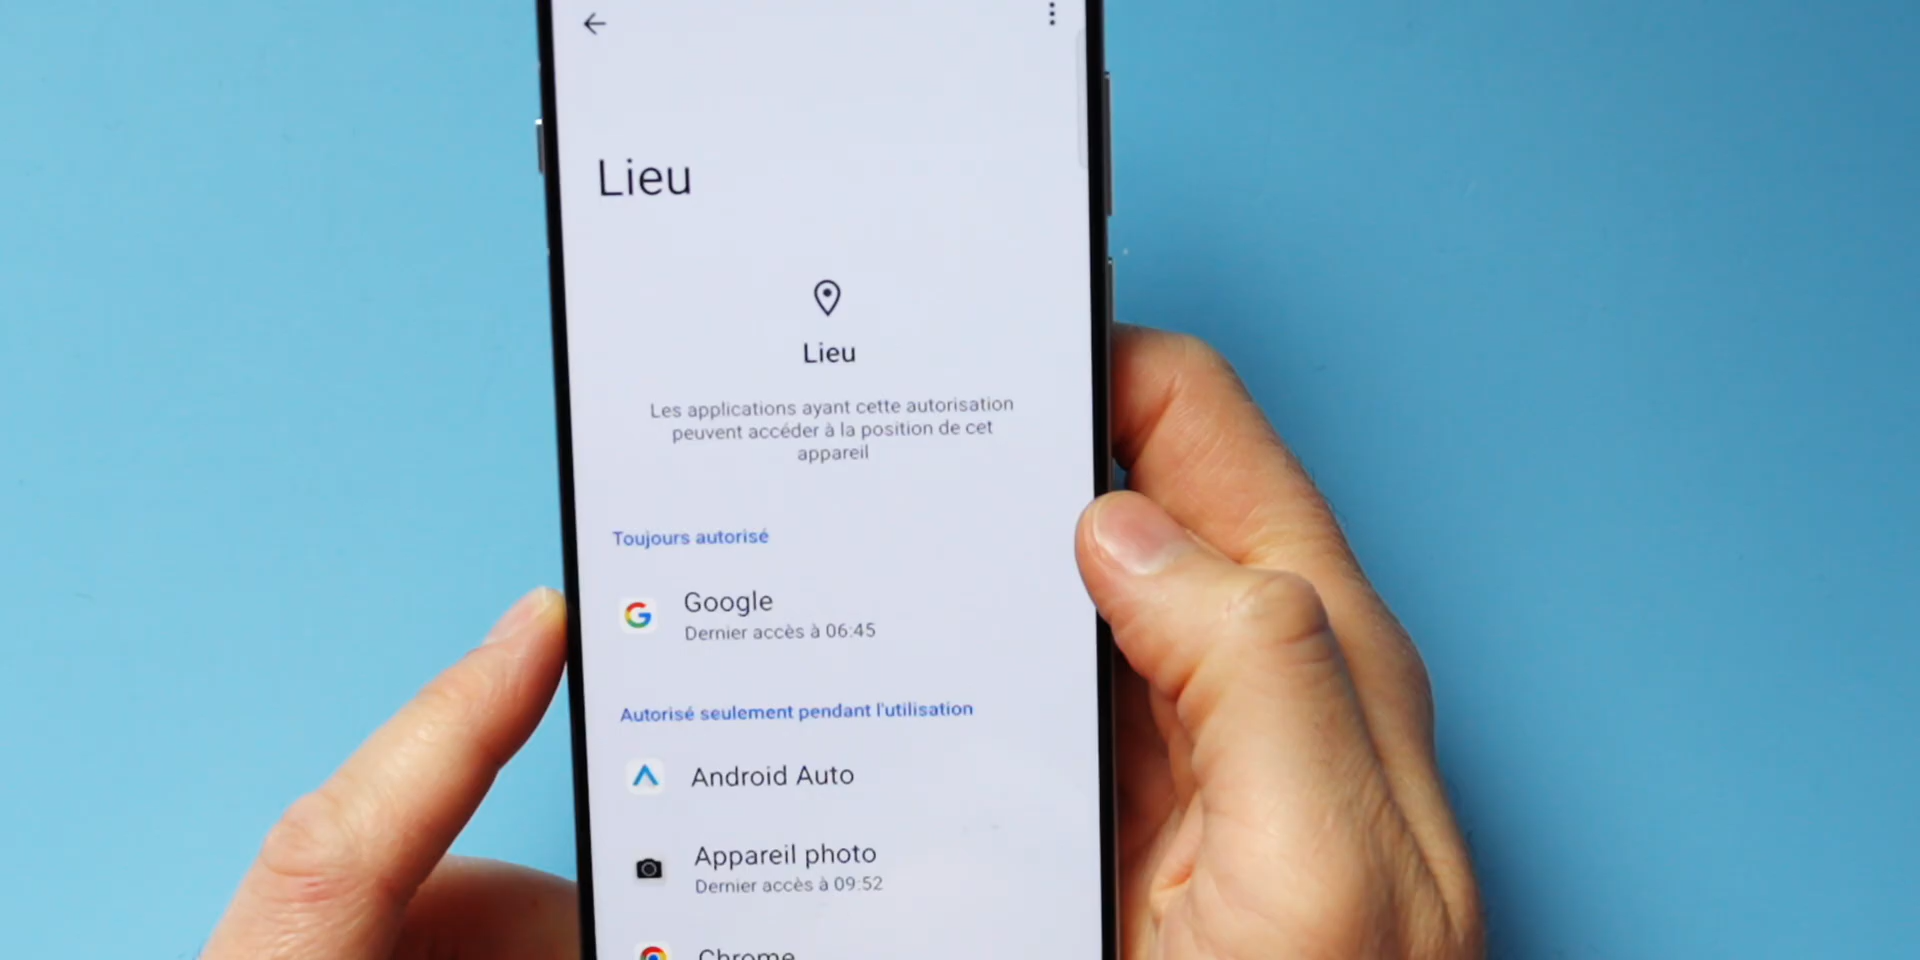 Lieu
Lieu
Les applications ayant cette autorisation
peuvent accéder à la position de cet
appareil
Toujours autorisé
Google
Dernier accès à 06:45
Autorisé seulement pendant l'utilisation
Android Auto
Appareil photo
Dernier accès à 09:52
Chrome